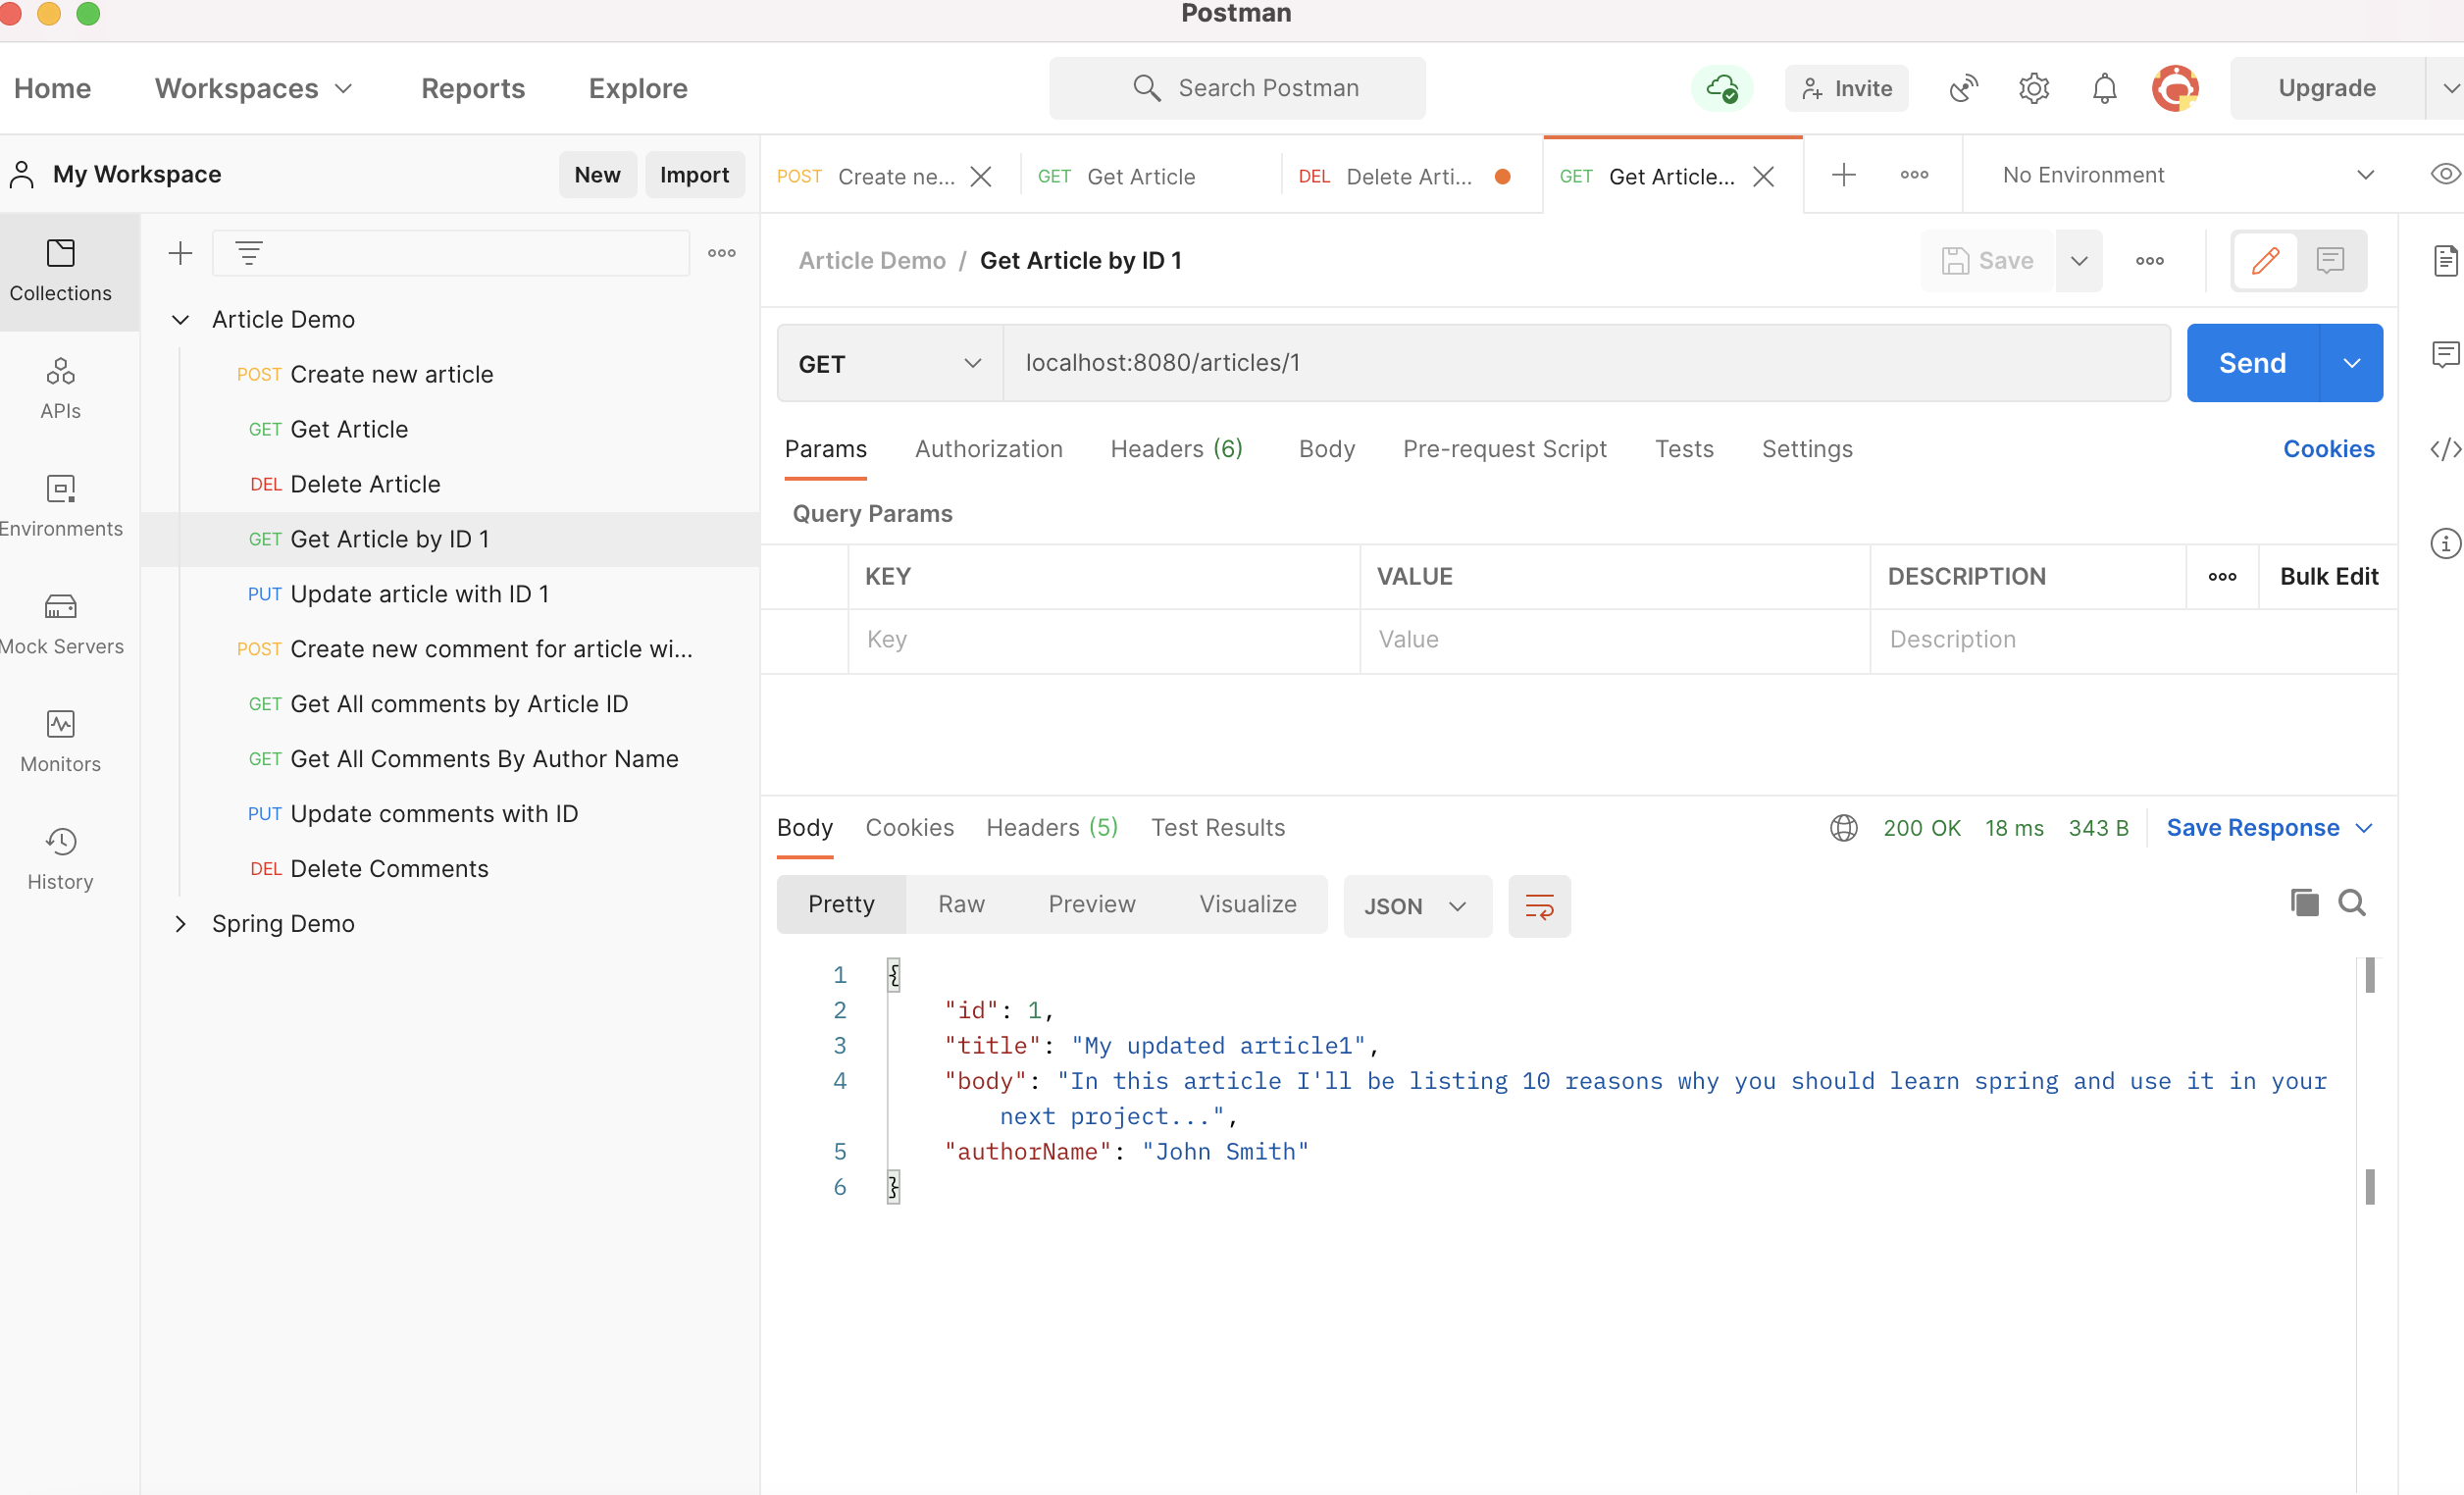 Postman
Home Workspaces Reports Explore Search Postman Invite Upgrade
My Workspace New Import
POST Create ne... GET Get Article DEL Delete Arti... GET Get Article... No Environment
Collections
APIs
Environments
Mock Servers
Monitors
History
Article Demo
POST Create new article
GET Get Article
DEL Delete Article
GET Get Article by ID 1
PUT Update article with ID 1
POST Create new comment for article wi...
GET Get All comments by Article ID
GET Get All Comments By Author Name
PUT Update comments with ID
DEL Delete Comments
Spring Demo
Article Demo / Get Article by ID 1 Save
GET localhost:8080/articles/1 Send
Params Authorization Headers (6) Body Pre-request Script Tests Settings Cookies
Query Params
KEY VALUE DESCRIPTION Bulk Edit
Key Value Description
Body Cookies Headers (5) Test Results 200 OK 18 ms 343 B Save Response
Pretty Raw Preview Visualize JSON
1 {
2 "id": 1,
3 "title": "My updated article1",
4 "body": "In this article I'll be listing 10 reasons why you should learn spring and use it in your
next project...",
5 "authorName": "John Smith"
6 }